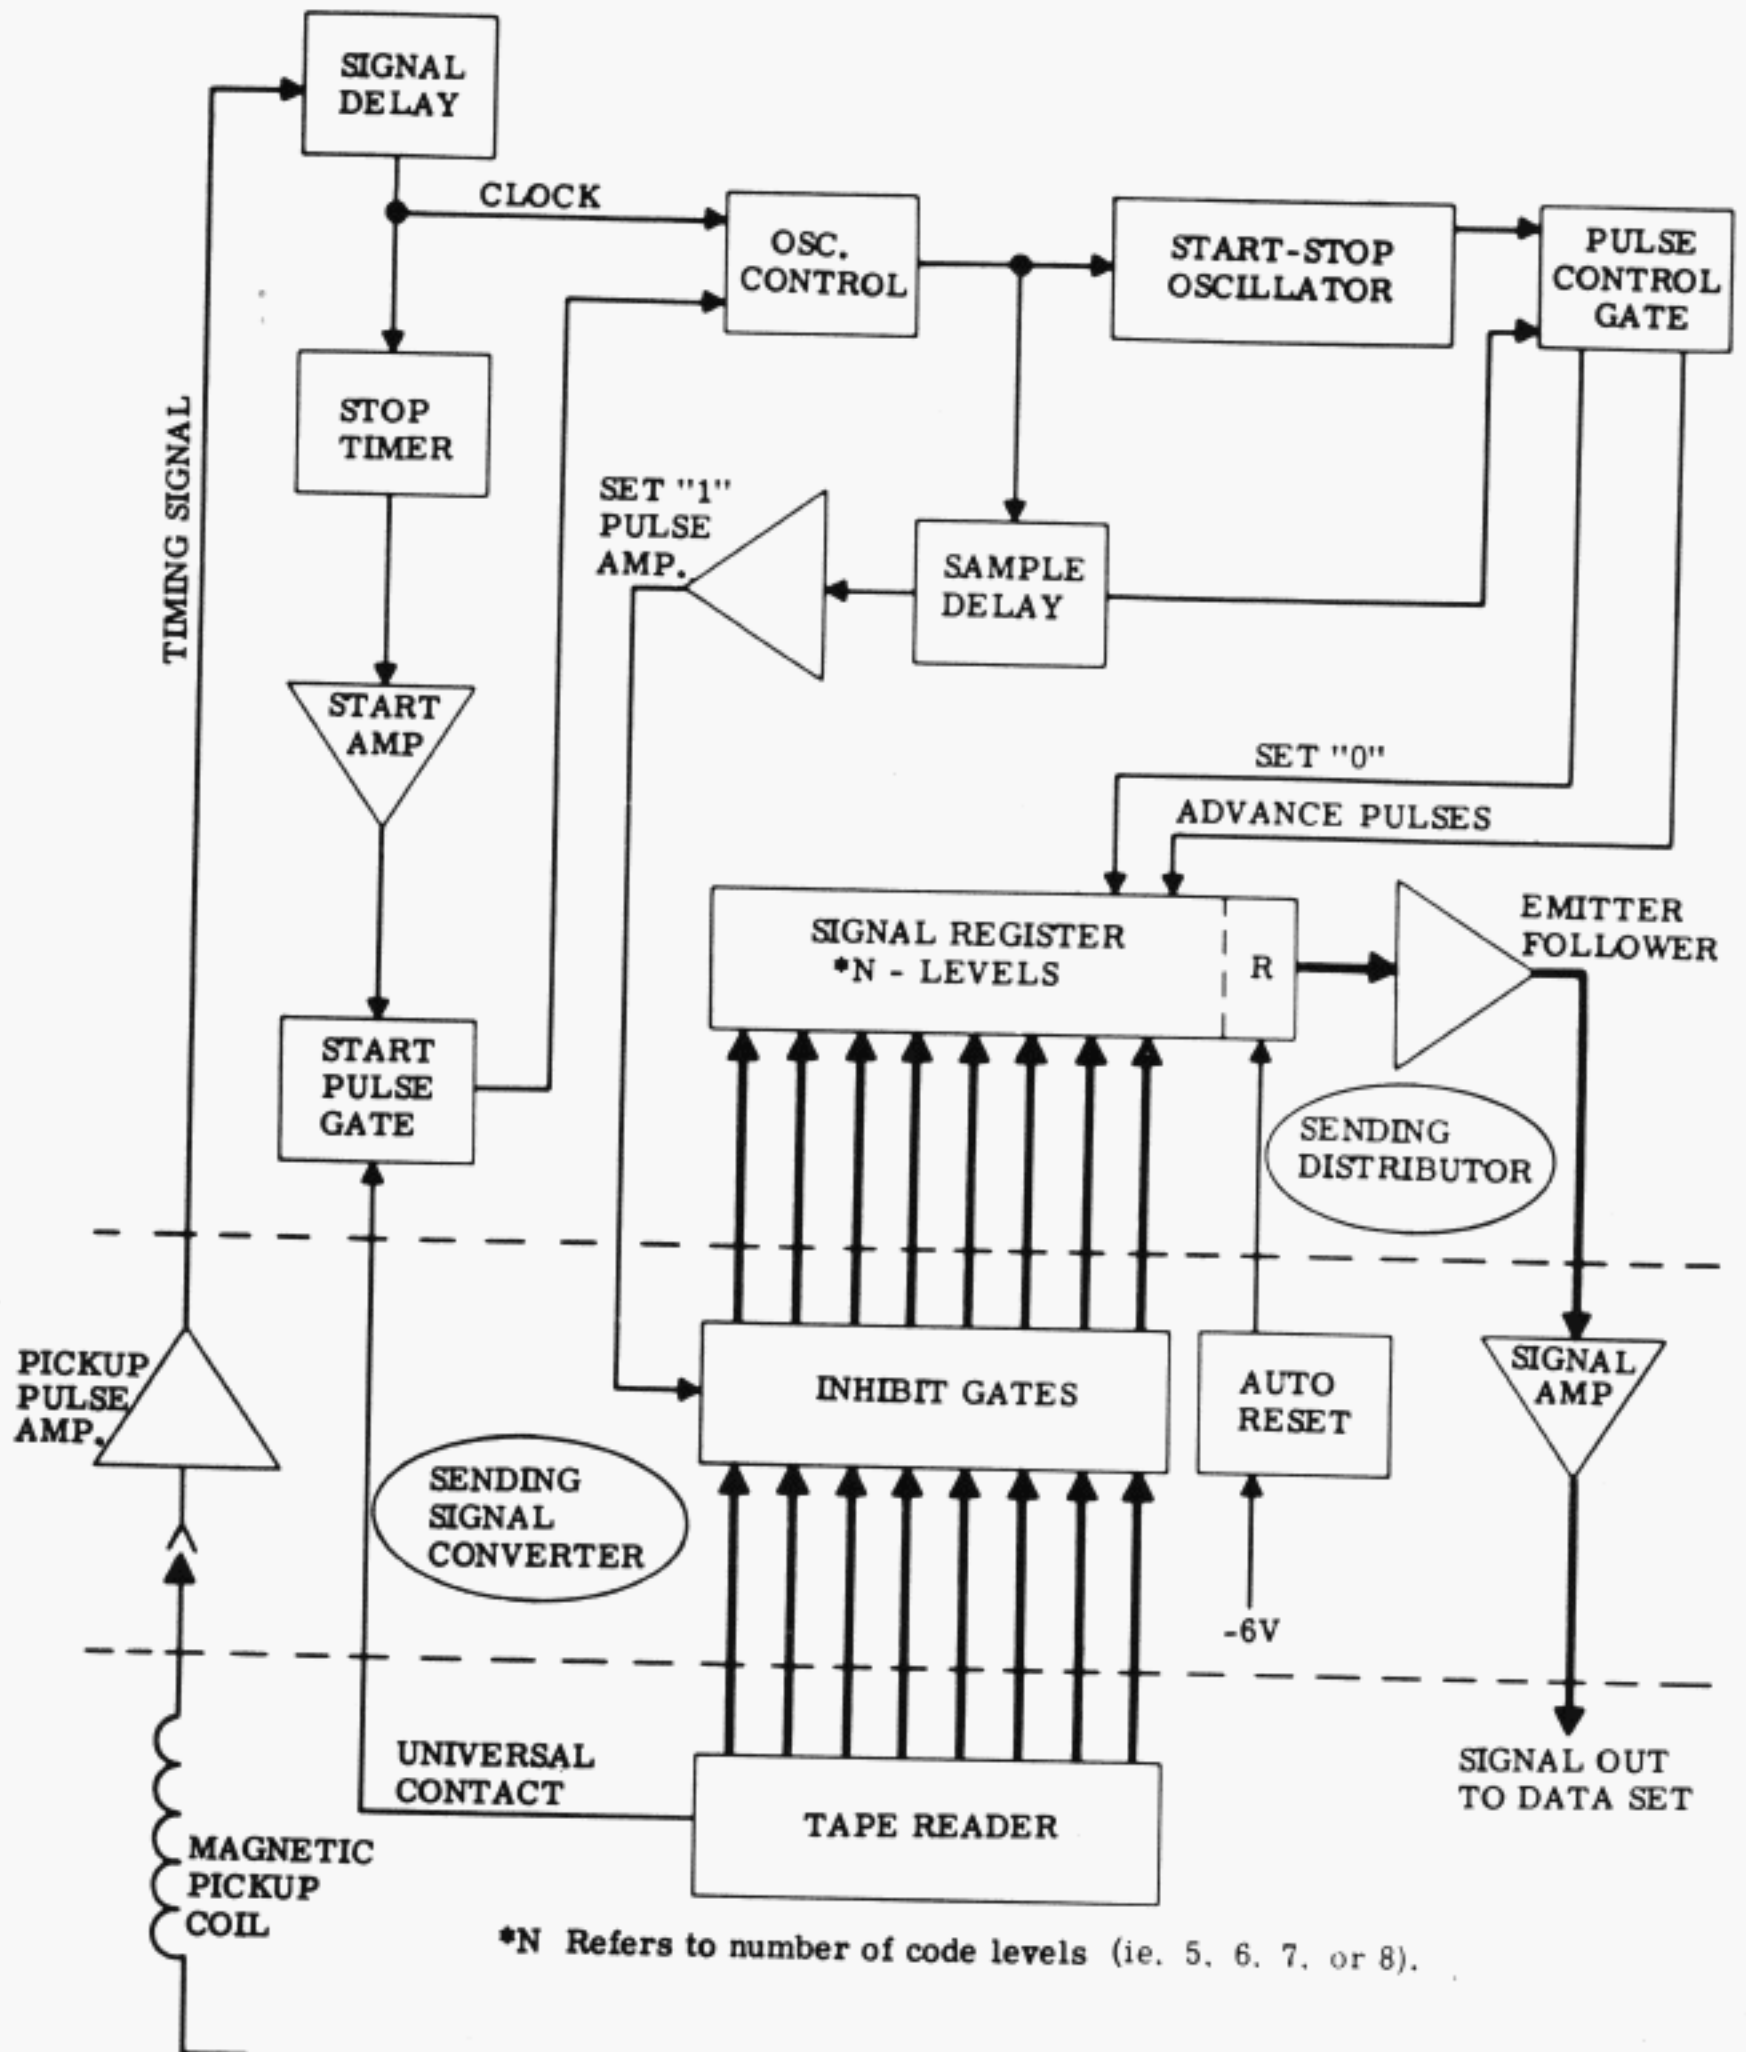 SIGNAL
DELAY
CLOCK
OSC.
CONTROL
START-STOP
OSCILLATOR
PULSE
CONTROL
GATE
TIMING SIGNAL
STOP
TIMER
SET "1"
PULSE
AMP.
SAMPLE
DELAY
START
AMP
SET "0"
ADVANCE PULSES
SIGNAL REGISTER
*N - LEVELS
R
EMITTER
FOLLOWER
START
PULSE
GATE
SENDING
DISTRIBUTOR
PICKUP
PULSE
AMP.
INHIBIT GATES
AUTO
RESET
SIGNAL
AMP
SENDING
SIGNAL
CONVERTER
-6V
UNIVERSAL
CONTACT
TAPE READER
SIGNAL OUT
TO DATA SET
MAGNETIC
PICKUP
COIL
*N Refers to number of code levels (ie. 5. 6. 7. or 8).